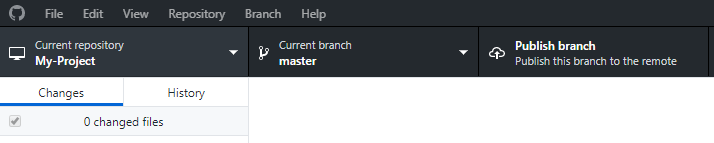 File Edit View Repository Branch Help
Current repository
My-Project
Current branch
master
Publish branch
Publish this branch to the remote
Changes History
0 changed files